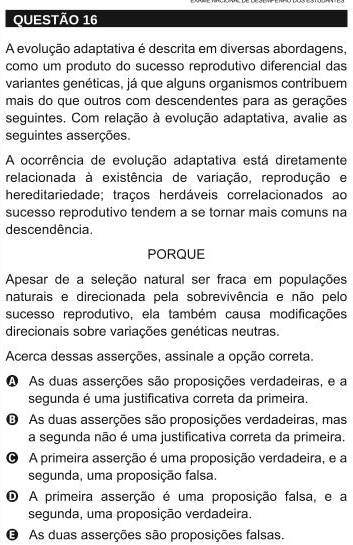 EXAME NACIONAL DE DESEMPENHO DOS ESTUDANTES
QUESTÃO 16
A evolução adaptativa é descrita em diversas abordagens,
como um produto do sucesso reprodutivo diferencial das
variantes genéticas, já que alguns organismos contribuem
mais do que outros com descendentes para as gerações
seguintes. Com relação à evolução adaptativa, avalie as
seguintes asserções.
A ocorrência de evolução adaptativa está diretamente
relacionada à existência de variação, reprodução e
hereditariedade; traços herdáveis correlacionados ao
sucesso reprodutivo tendem a se tornar mais comuns na
descendência.
PORQUE
Apesar de a seleção natural ser fraca em populações
naturais e direcionada pela sobrevivência e não pelo
sucesso reprodutivo, ela também causa modificações
direcionais sobre variações genéticas neutras.
Acerca dessas asserções, assinale a opção correta.
A As duas asserções são proposições verdadeiras, e a
segunda é uma justificativa correta da primeira.
B As duas asserções são proposições verdadeiras, mas
a segunda não é uma justificativa correta da primeira.
C A primeira asserção é uma proposição verdadeira, e a
segunda, uma proposição falsa.
D A primeira asserção é uma proposição falsa, e a
segunda, uma proposição verdadeira.
E As duas asserções são proposições falsas.